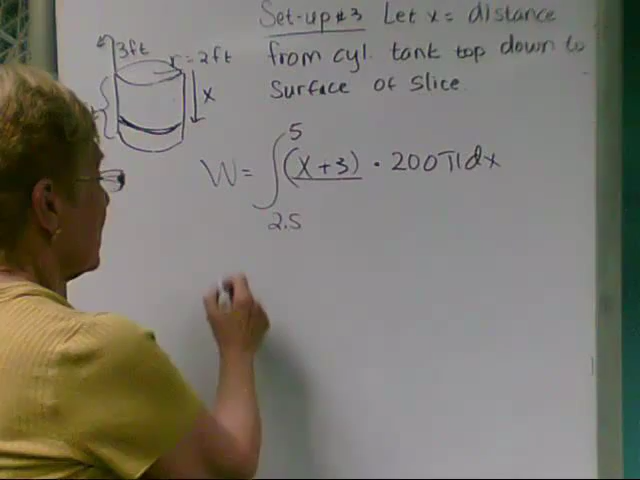 Set-up #3 Let x = distance
from cyl. tank top down to
surface of slice.
3ft
r = 2ft
x
W = ∫ 5 2.5 (x + 3) • 200π dx